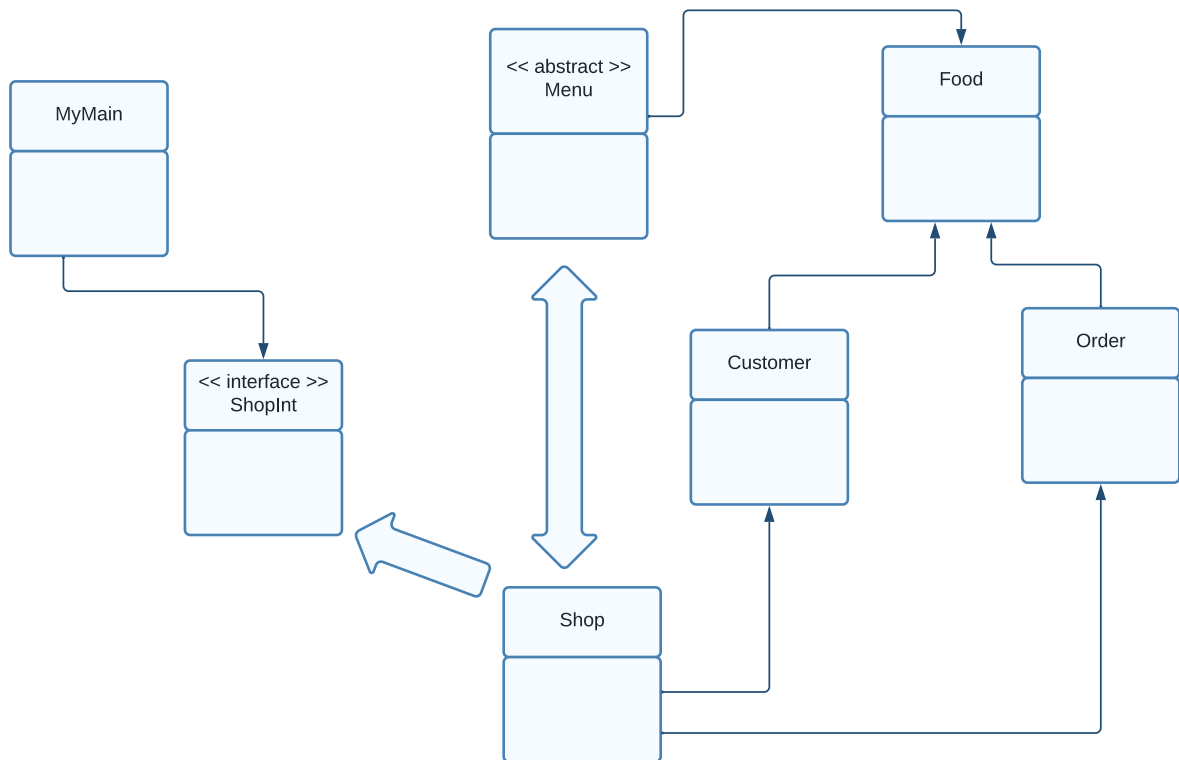 MyMain
<< abstract >>
Menu
Food
<< interface >>
ShopInt
Customer
Order
Shop